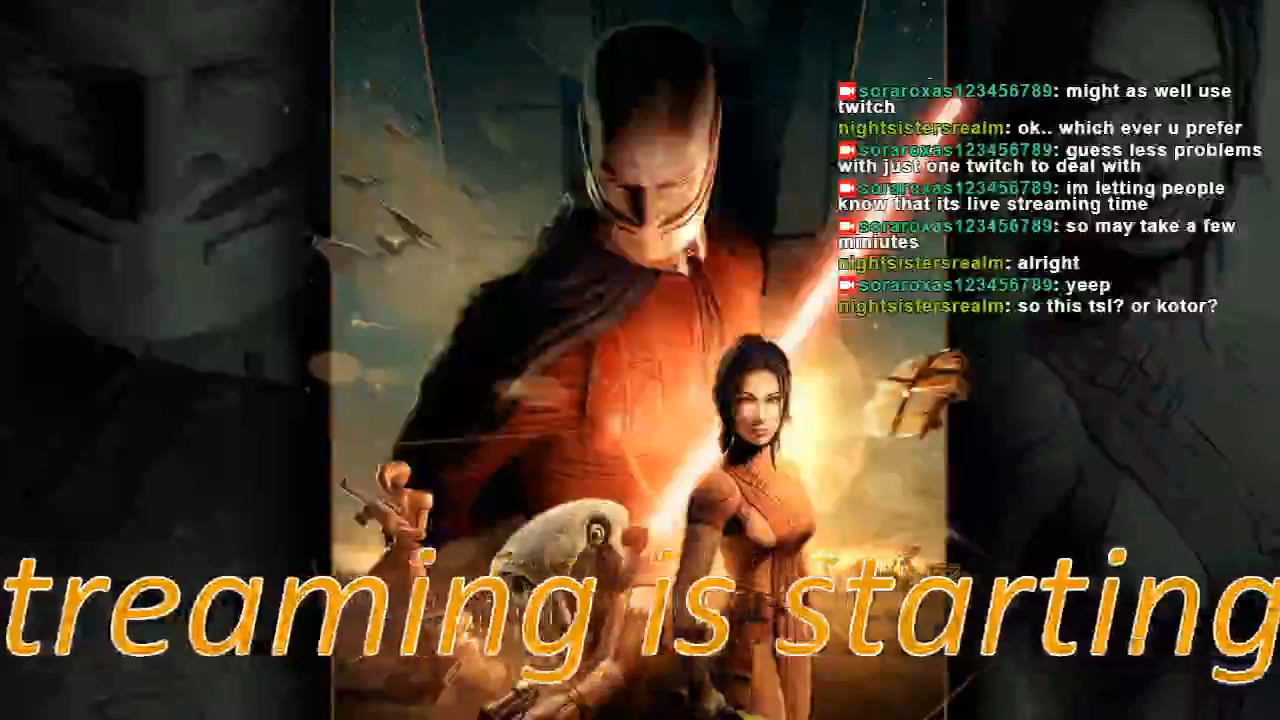 soraroxas123456789: might as well use
twitch
nightsistersrealm: ok.. which ever u prefer
soraroxas123456789: guess less problems
with just one twitch to deal with
soraroxas123456789: im letting people
know that its live streaming time
soraroxas123456789: so may take a few
miniutes
nightsistersrealm: alright
soraroxas123456789: yeep
nightsistersrealm: so this tsl? or kotor?
treaming is starting